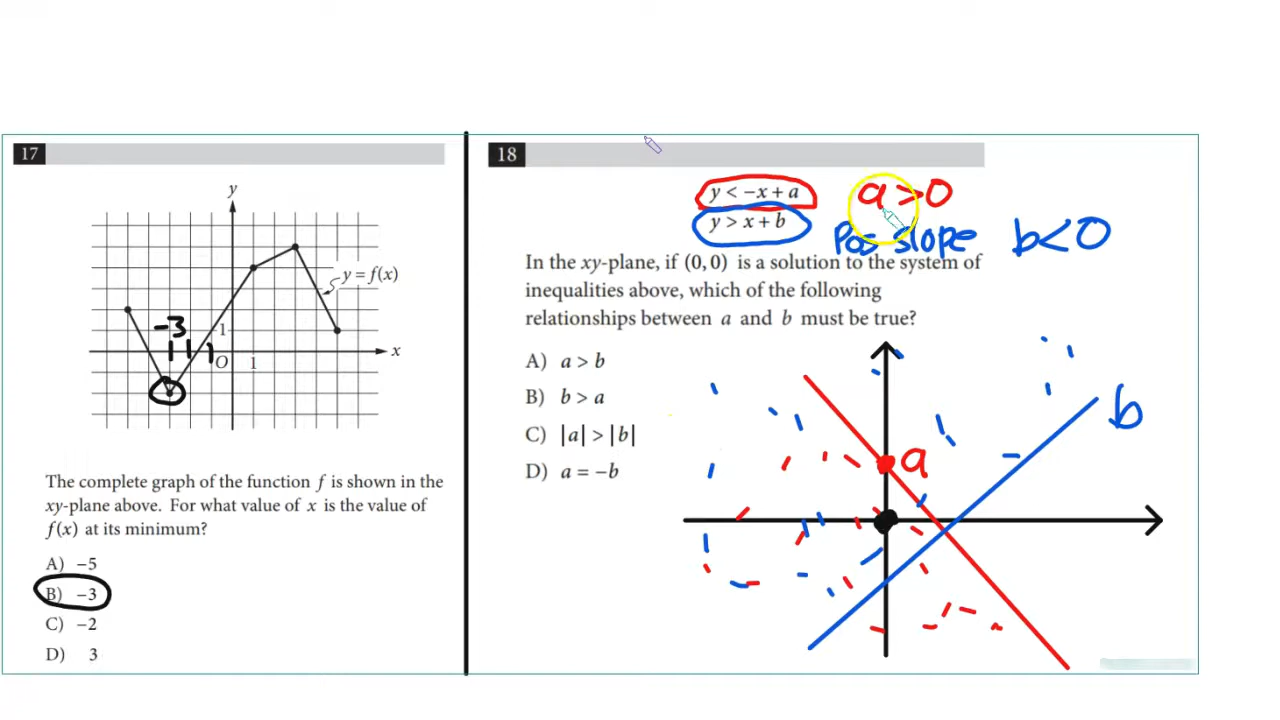 17
y
y = f(x)
-3
1
O
1
x
The complete graph of the function f is shown in the
xy-plane above. For what value of x is the value of
f(x) at its minimum?
A) −5
B) −3
C) −2
D) 3
18
y < −x + a
a > 0
y > x + b
Pos slope b < 0
In the xy-plane, if (0, 0) is a solution to the system of
inequalities above, which of the following
relationships between a and b must be true?
A) a > b
B) b > a
C) |a| > |b|
D) a = −b
a
b